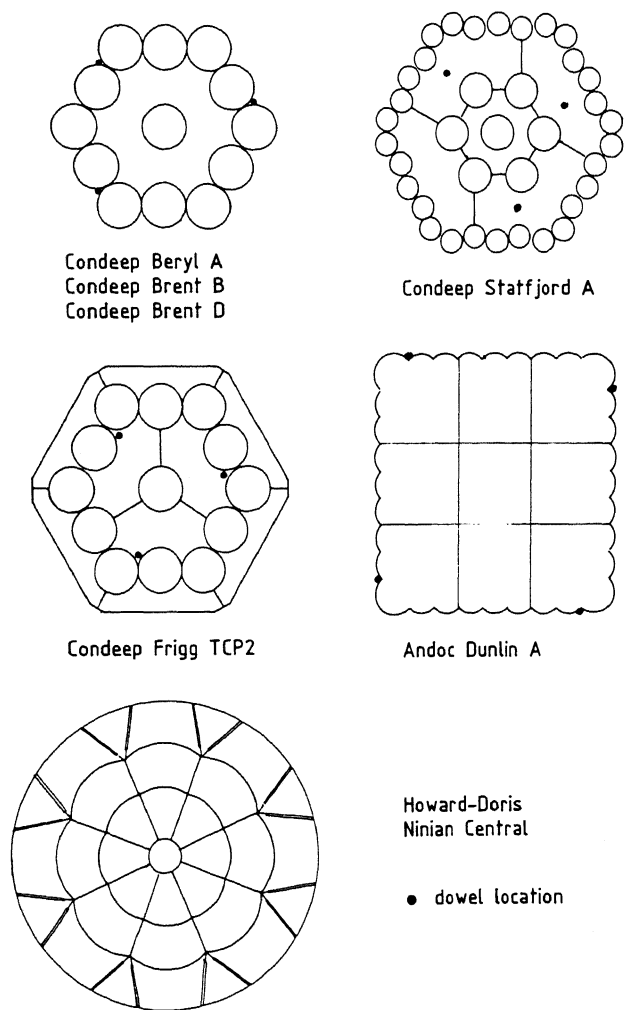 Condeep Beryl A
Condeep Brent B
Condeep Brent D
Condeep Statfjord A
Condeep Frigg TCP2
Andoc Dunlin A
Howard-Doris
Ninian Central
dowel location